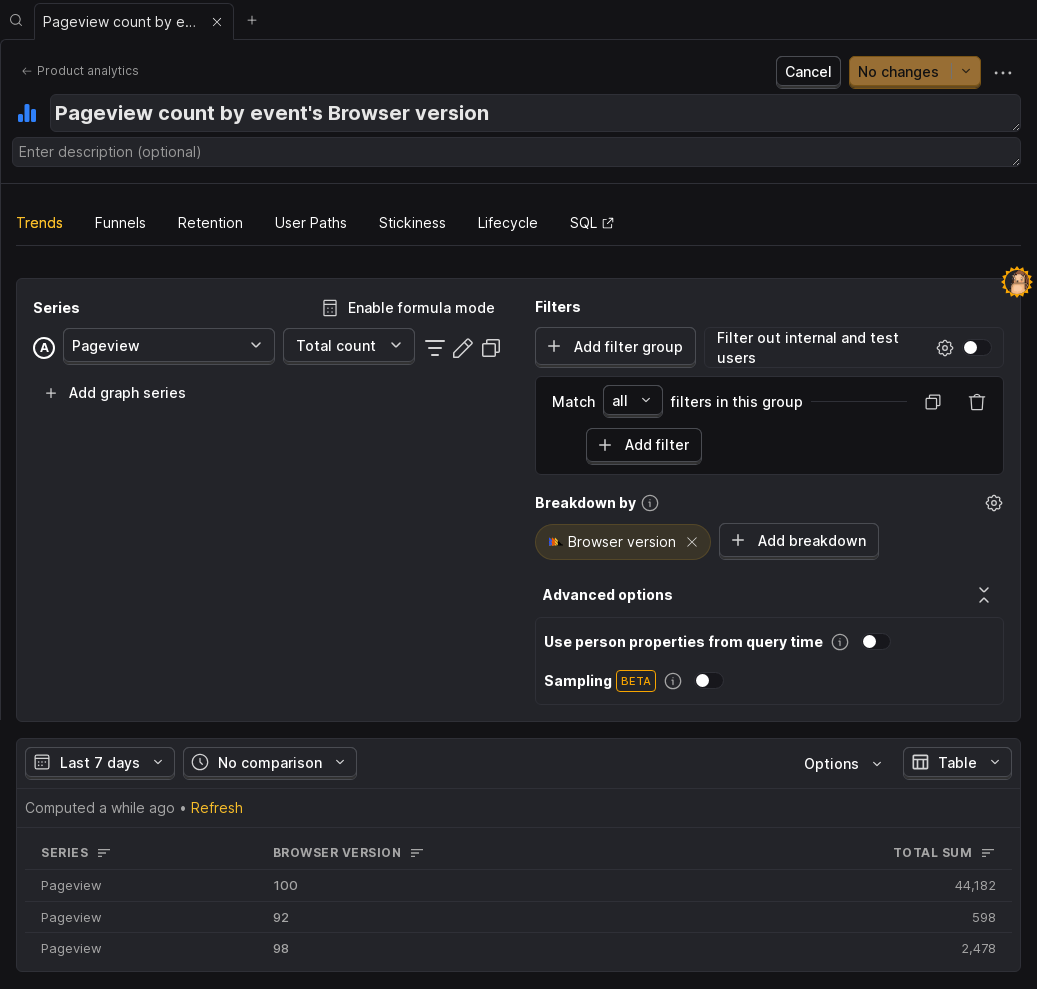 Pageview count by e...
Product analytics
Cancel
No changes
Pageview count by event's Browser version
Enter description (optional)
Trends
Funnels
Retention
User Paths
Stickiness
Lifecycle
SQL
Series
Enable formula mode
A
Pageview
Total count
Add graph series
Filters
Add filter group
Filter out internal and test
users
Match
all
filters in this group
Add filter
Breakdown by
Browser version
Add breakdown
Advanced options
Use person properties from query time
Sampling BETA
Last 7 days
No comparison
Options
Table
Computed a while ago • Refresh
SERIES BROWSER VERSION TOTAL SUM
Pageview 100 44,182
Pageview 92 598
Pageview 98 2,478